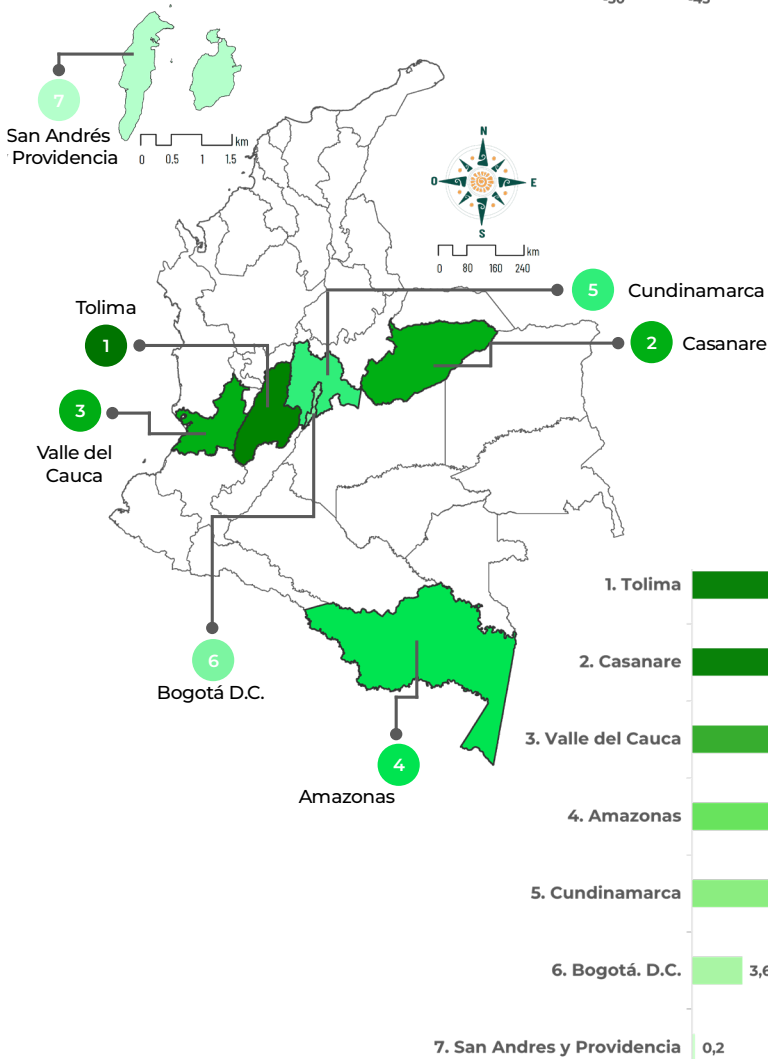 7
San Andrés
Providencia
km
0 0.5 1 1.5
N
O E
S
km
0 80 160 240
5 Cundinamarca
Tolima
1
2 Casanare
3
Valle del
Cauca
6
Bogotá D.C.
4
Amazonas
1. Tolima
2. Casanare
3. Valle del Cauca
4. Amazonas
5. Cundinamarca
6. Bogotá. D.C. 3,6
7. San Andres y Providencia 0,2